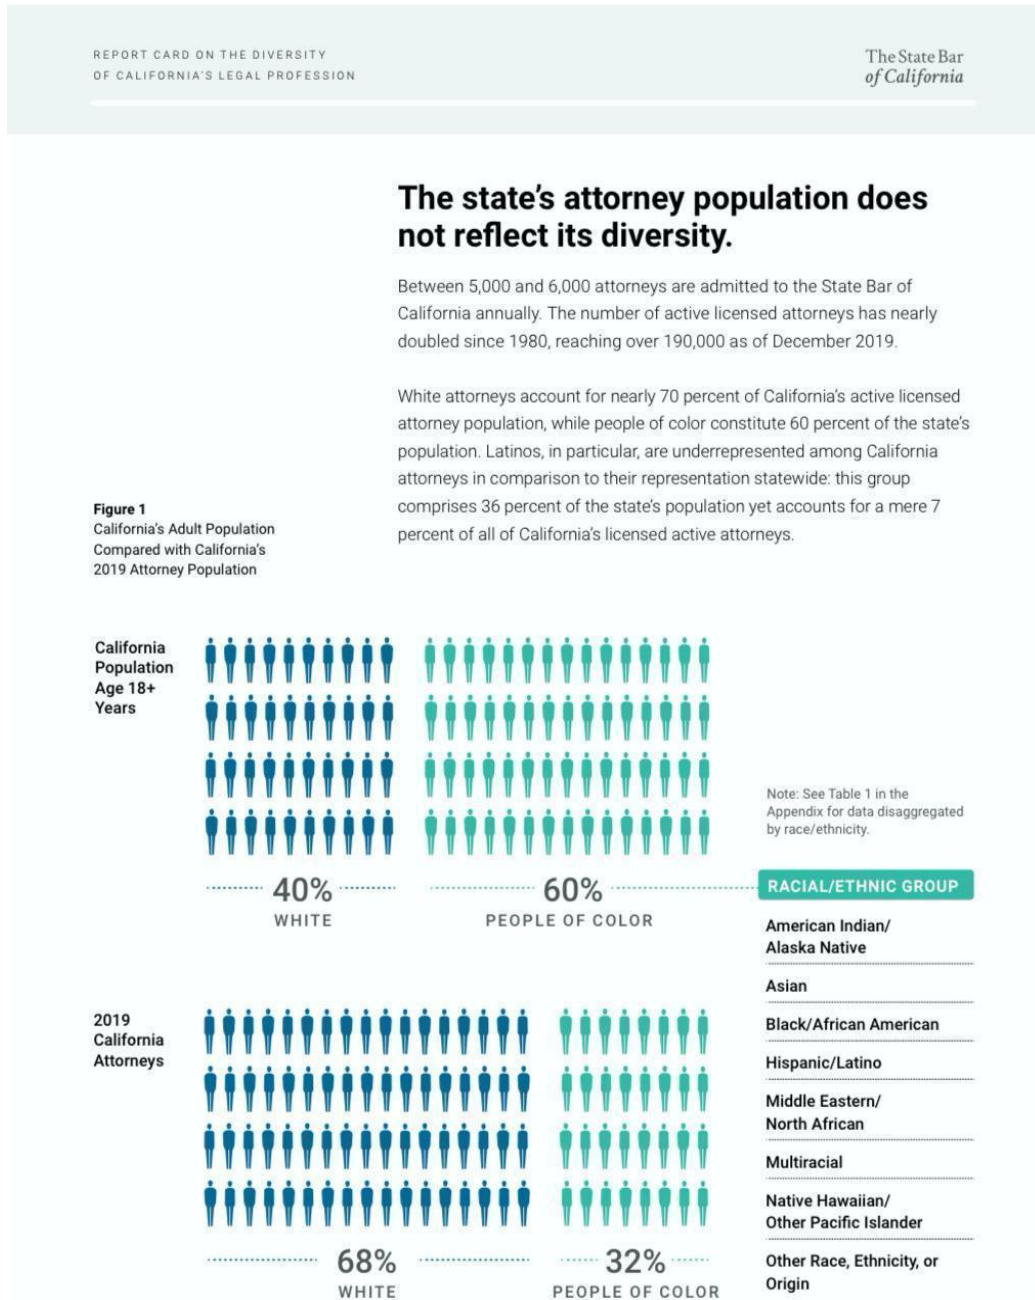 REPORT CARD ON THE DIVERSITY
OF CALIFORNIA'S LEGAL PROFESSION
The State Bar
of California
The state's attorney population does
not reflect its diversity.
Between 5,000 and 6,000 attorneys are admitted to the State Bar of
California annually. The number of active licensed attorneys has nearly
doubled since 1980, reaching over 190,000 as of December 2019.
White attorneys account for nearly 70 percent of California's active licensed
attorney population, while people of color constitute 60 percent of the state's
population. Latinos, in particular, are underrepresented among California
attorneys in comparison to their representation statewide: this group
comprises 36 percent of the state's population yet accounts for a mere 7
percent of all of California's licensed active attorneys.
Figure 1
California's Adult Population
Compared with California's
2019 Attorney Population
California
Population
Age 18+
Years
40%
WHITE
60%
PEOPLE OF COLOR
Note: See Table 1 in the
Appendix for data disaggregated
by race/ethnicity.
RACIAL/ETHNIC GROUP
American Indian/
Alaska Native
Asian
Black/African American
Hispanic/Latino
Middle Eastern/
North African
Multiracial
Native Hawaiian/
Other Pacific Islander
Other Race, Ethnicity, or
Origin
2019
California
Attorneys
68%
WHITE
32%
PEOPLE OF COLOR